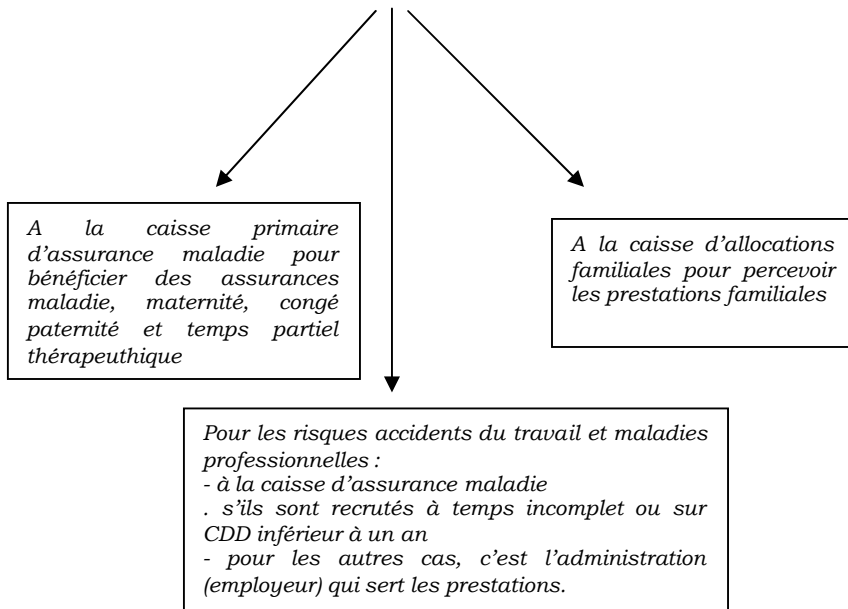 A la caisse primaire
d’assurance maladie pour
bénéficier des assurances
maladie, maternité, congé
paternité et temps partiel
thérapeuthique
A la caisse d’allocations
familiales pour percevoir
les prestations familiales
Pour les risques accidents du travail et maladies
professionnelles :
- à la caisse d’assurance maladie
. s’ils sont recrutés à temps incomplet ou sur
CDD inférieur à un an
- pour les autres cas, c’est l’administration
(employeur) qui sert les prestations.